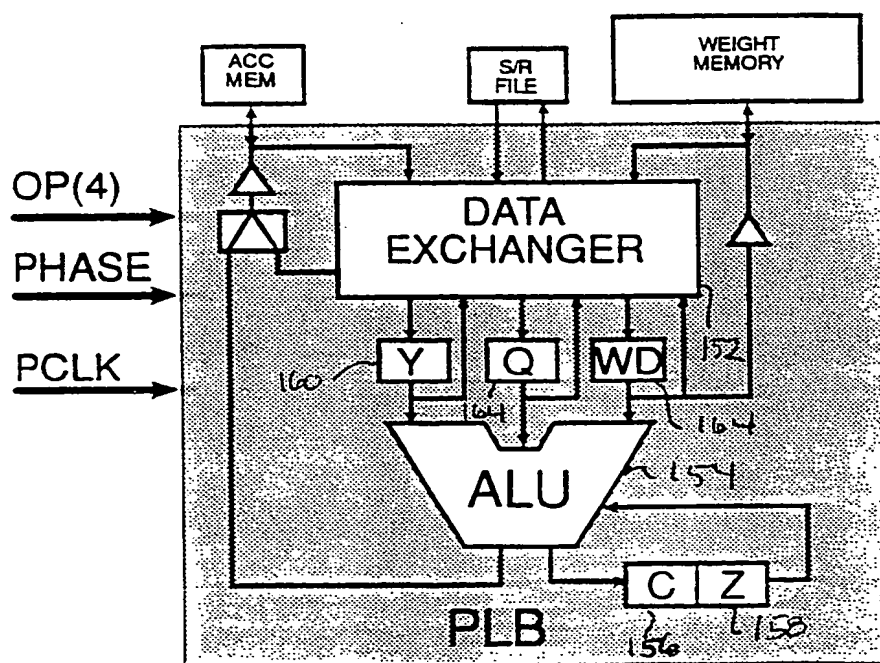 ACC
MEM
S/R
FILE
WEIGHT
MEMORY
OP(4)
PHASE
PCLK
DATA
EXCHANGER
152
Y
Q
WD
160
164
164
ALU
154
C
Z
PLB
156
158